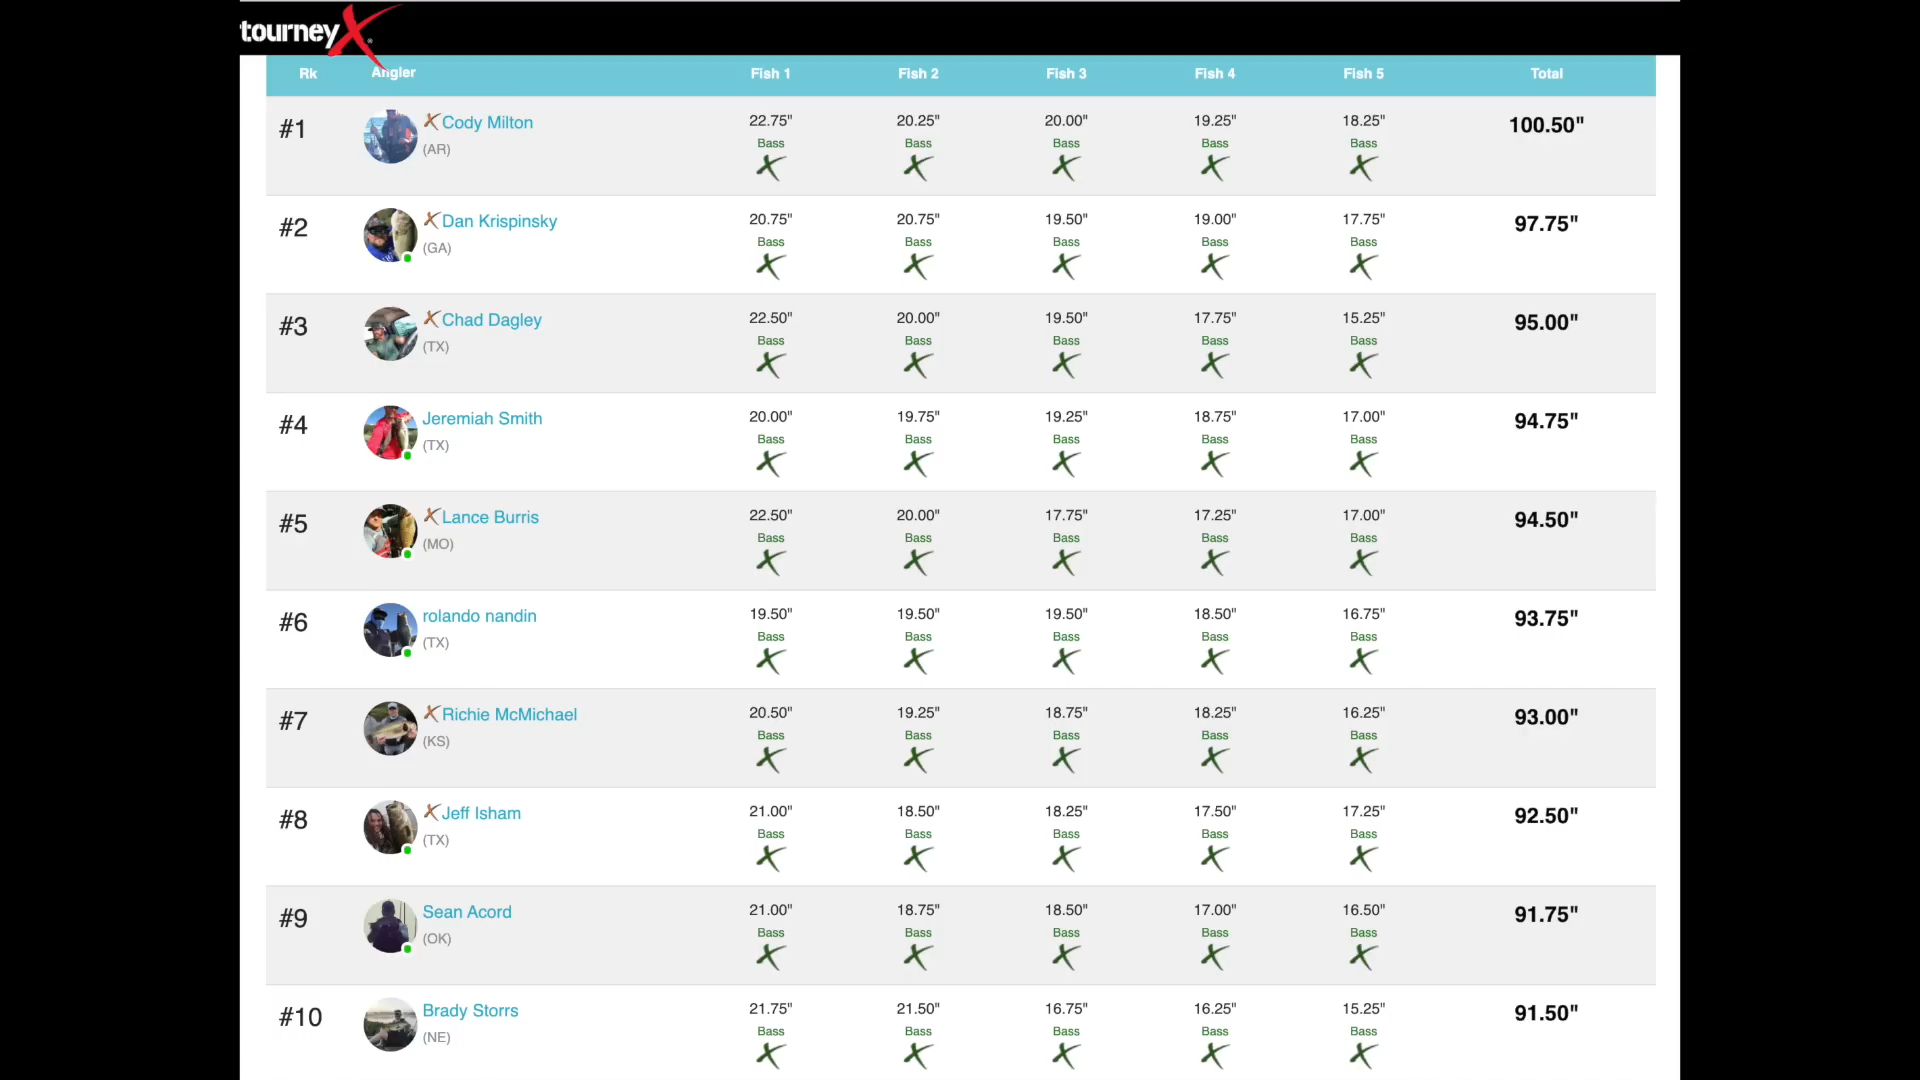 tourneyX
Rk Angler Fish 1 Fish 2 Fish 3 Fish 4 Fish 5 Total
#1 Cody Milton 22.75" 20.25" 20.00" 19.25" 18.25" 100.50"
(AR) Bass Bass Bass Bass Bass
#2 Dan Krispinsky 20.75" 20.75" 19.50" 19.00" 17.75" 97.75"
(GA) Bass Bass Bass Bass Bass
#3 Chad Dagley 22.50" 20.00" 19.50" 17.75" 15.25" 95.00"
(TX) Bass Bass Bass Bass Bass
#4 Jeremiah Smith 20.00" 19.75" 19.25" 18.75" 17.00" 94.75"
(TX) Bass Bass Bass Bass Bass
#5 Lance Burris 22.50" 20.00" 17.75" 17.25" 17.00" 94.50"
(MO) Bass Bass Bass Bass Bass
#6 rolando nandin 19.50" 19.50" 19.50" 18.50" 16.75" 93.75"
(TX) Bass Bass Bass Bass Bass
#7 Richie McMichael 20.50" 19.25" 18.75" 18.25" 16.25" 93.00"
(KS) Bass Bass Bass Bass Bass
#8 Jeff Isham 21.00" 18.50" 18.25" 17.50" 17.25" 92.50"
(TX) Bass Bass Bass Bass Bass
#9 Sean Acord 21.00" 18.75" 18.50" 17.00" 16.50" 91.75"
(OK) Bass Bass Bass Bass Bass
#10 Brady Storrs 21.75" 21.50" 16.75" 16.25" 15.25" 91.50"
(NE) Bass Bass Bass Bass Bass